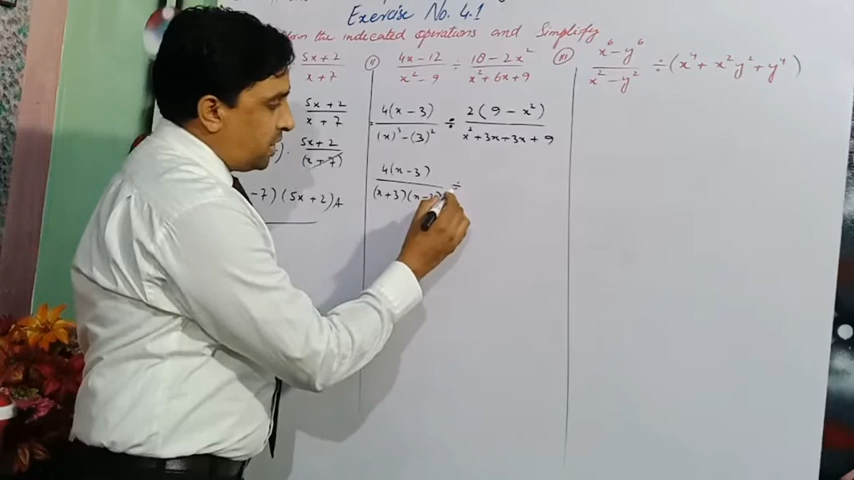 Exercise No. 4.1
the indicated operations and Simplify
5x+2 / x+7
(ii) 4x-12 / x²-9 ÷ 18-2x² / x²+6x+9
(iii) x⁶-y⁶ / x²-y² ÷ (x⁴+x²y²+y⁴)
5x+2 / x+7
= 4(x-3) / (x)²-(3)² ÷ 2(9-x²) / x²+3x+3x+9
5x+2 / (x+7)
4(x-3) / (x+3)(x-3) ÷
-7)(5x+2)A